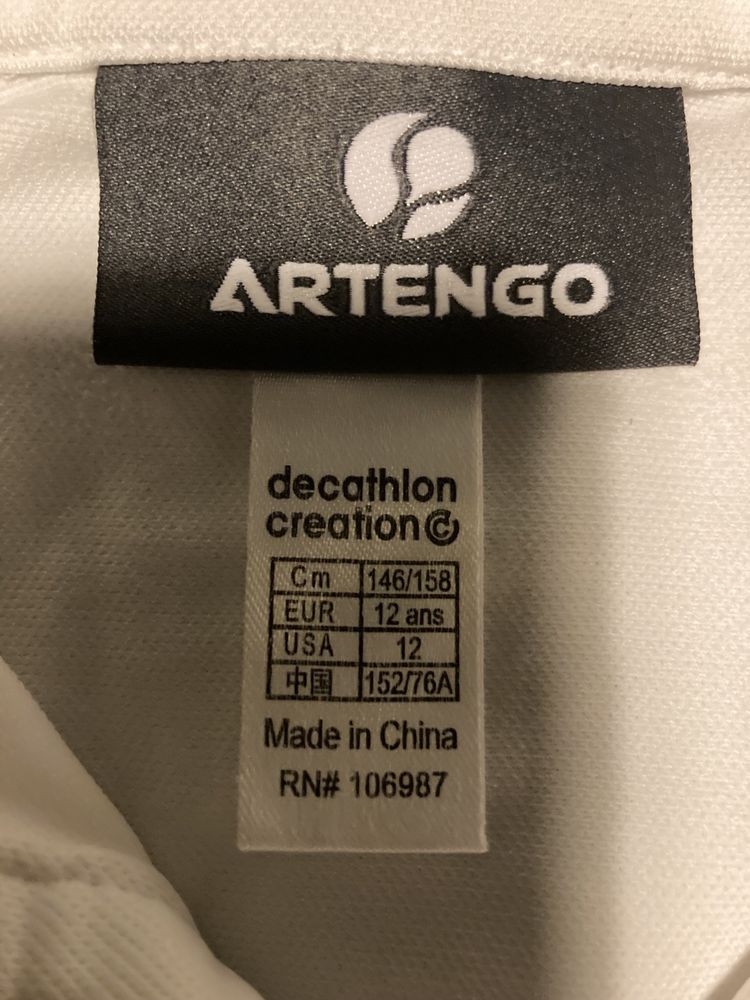 ARTENGO
decathlon
creation
Cm 146/158
EUR 12 ans
USA 12
中国 152/76A
Made in China
RN# 106987